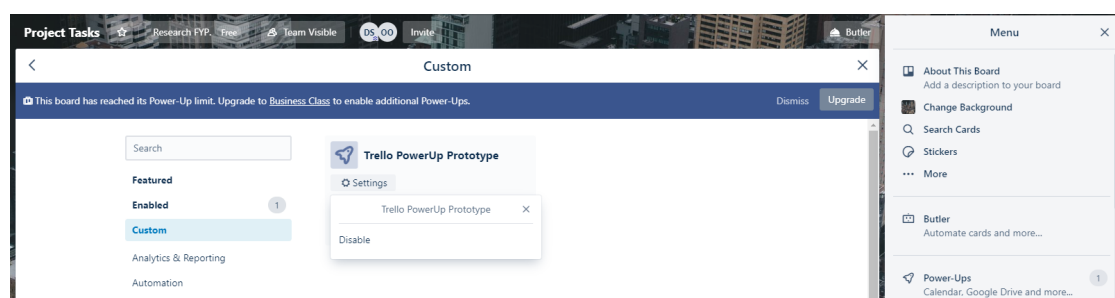 Project Tasks
Research FYP. Free
Team Visible
DS OO
Invite
Butler
Custom
This board has reached its Power-Up limit. Upgrade to Business Class to enable additional Power-Ups.
Dismiss
Upgrade
Search
Featured
Enabled 1
Custom
Analytics & Reporting
Automation
Trello PowerUp Prototype
Settings
Trello PowerUp Prototype
Disable
Menu
About This Board
Add a description to your board
Change Background
Search Cards
Stickers
More
Butler
Automate cards and more...
Power-Ups 1
Calendar, Google Drive and more...